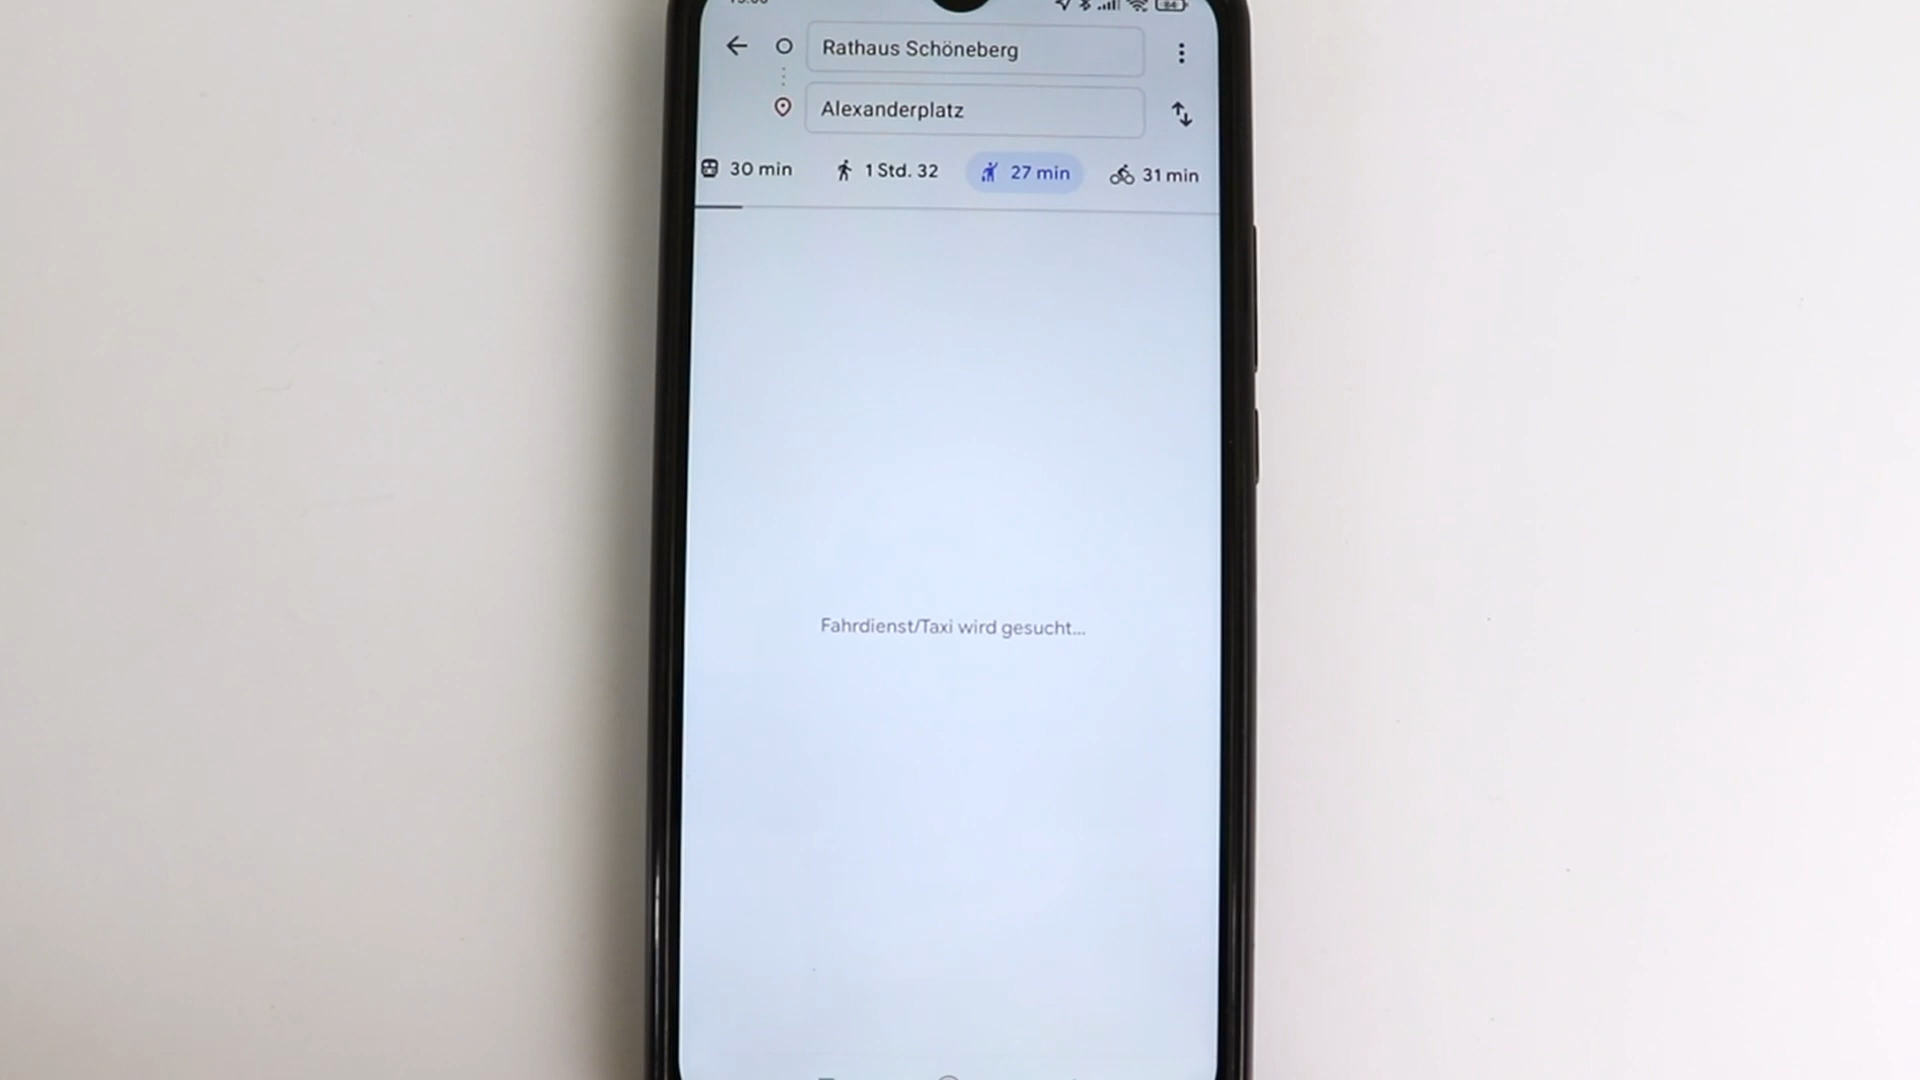 Rathaus Schöneberg
Alexanderplatz
30 min 1 Std. 32 27 min 31 min
Fahrdienst/Taxi wird gesucht...